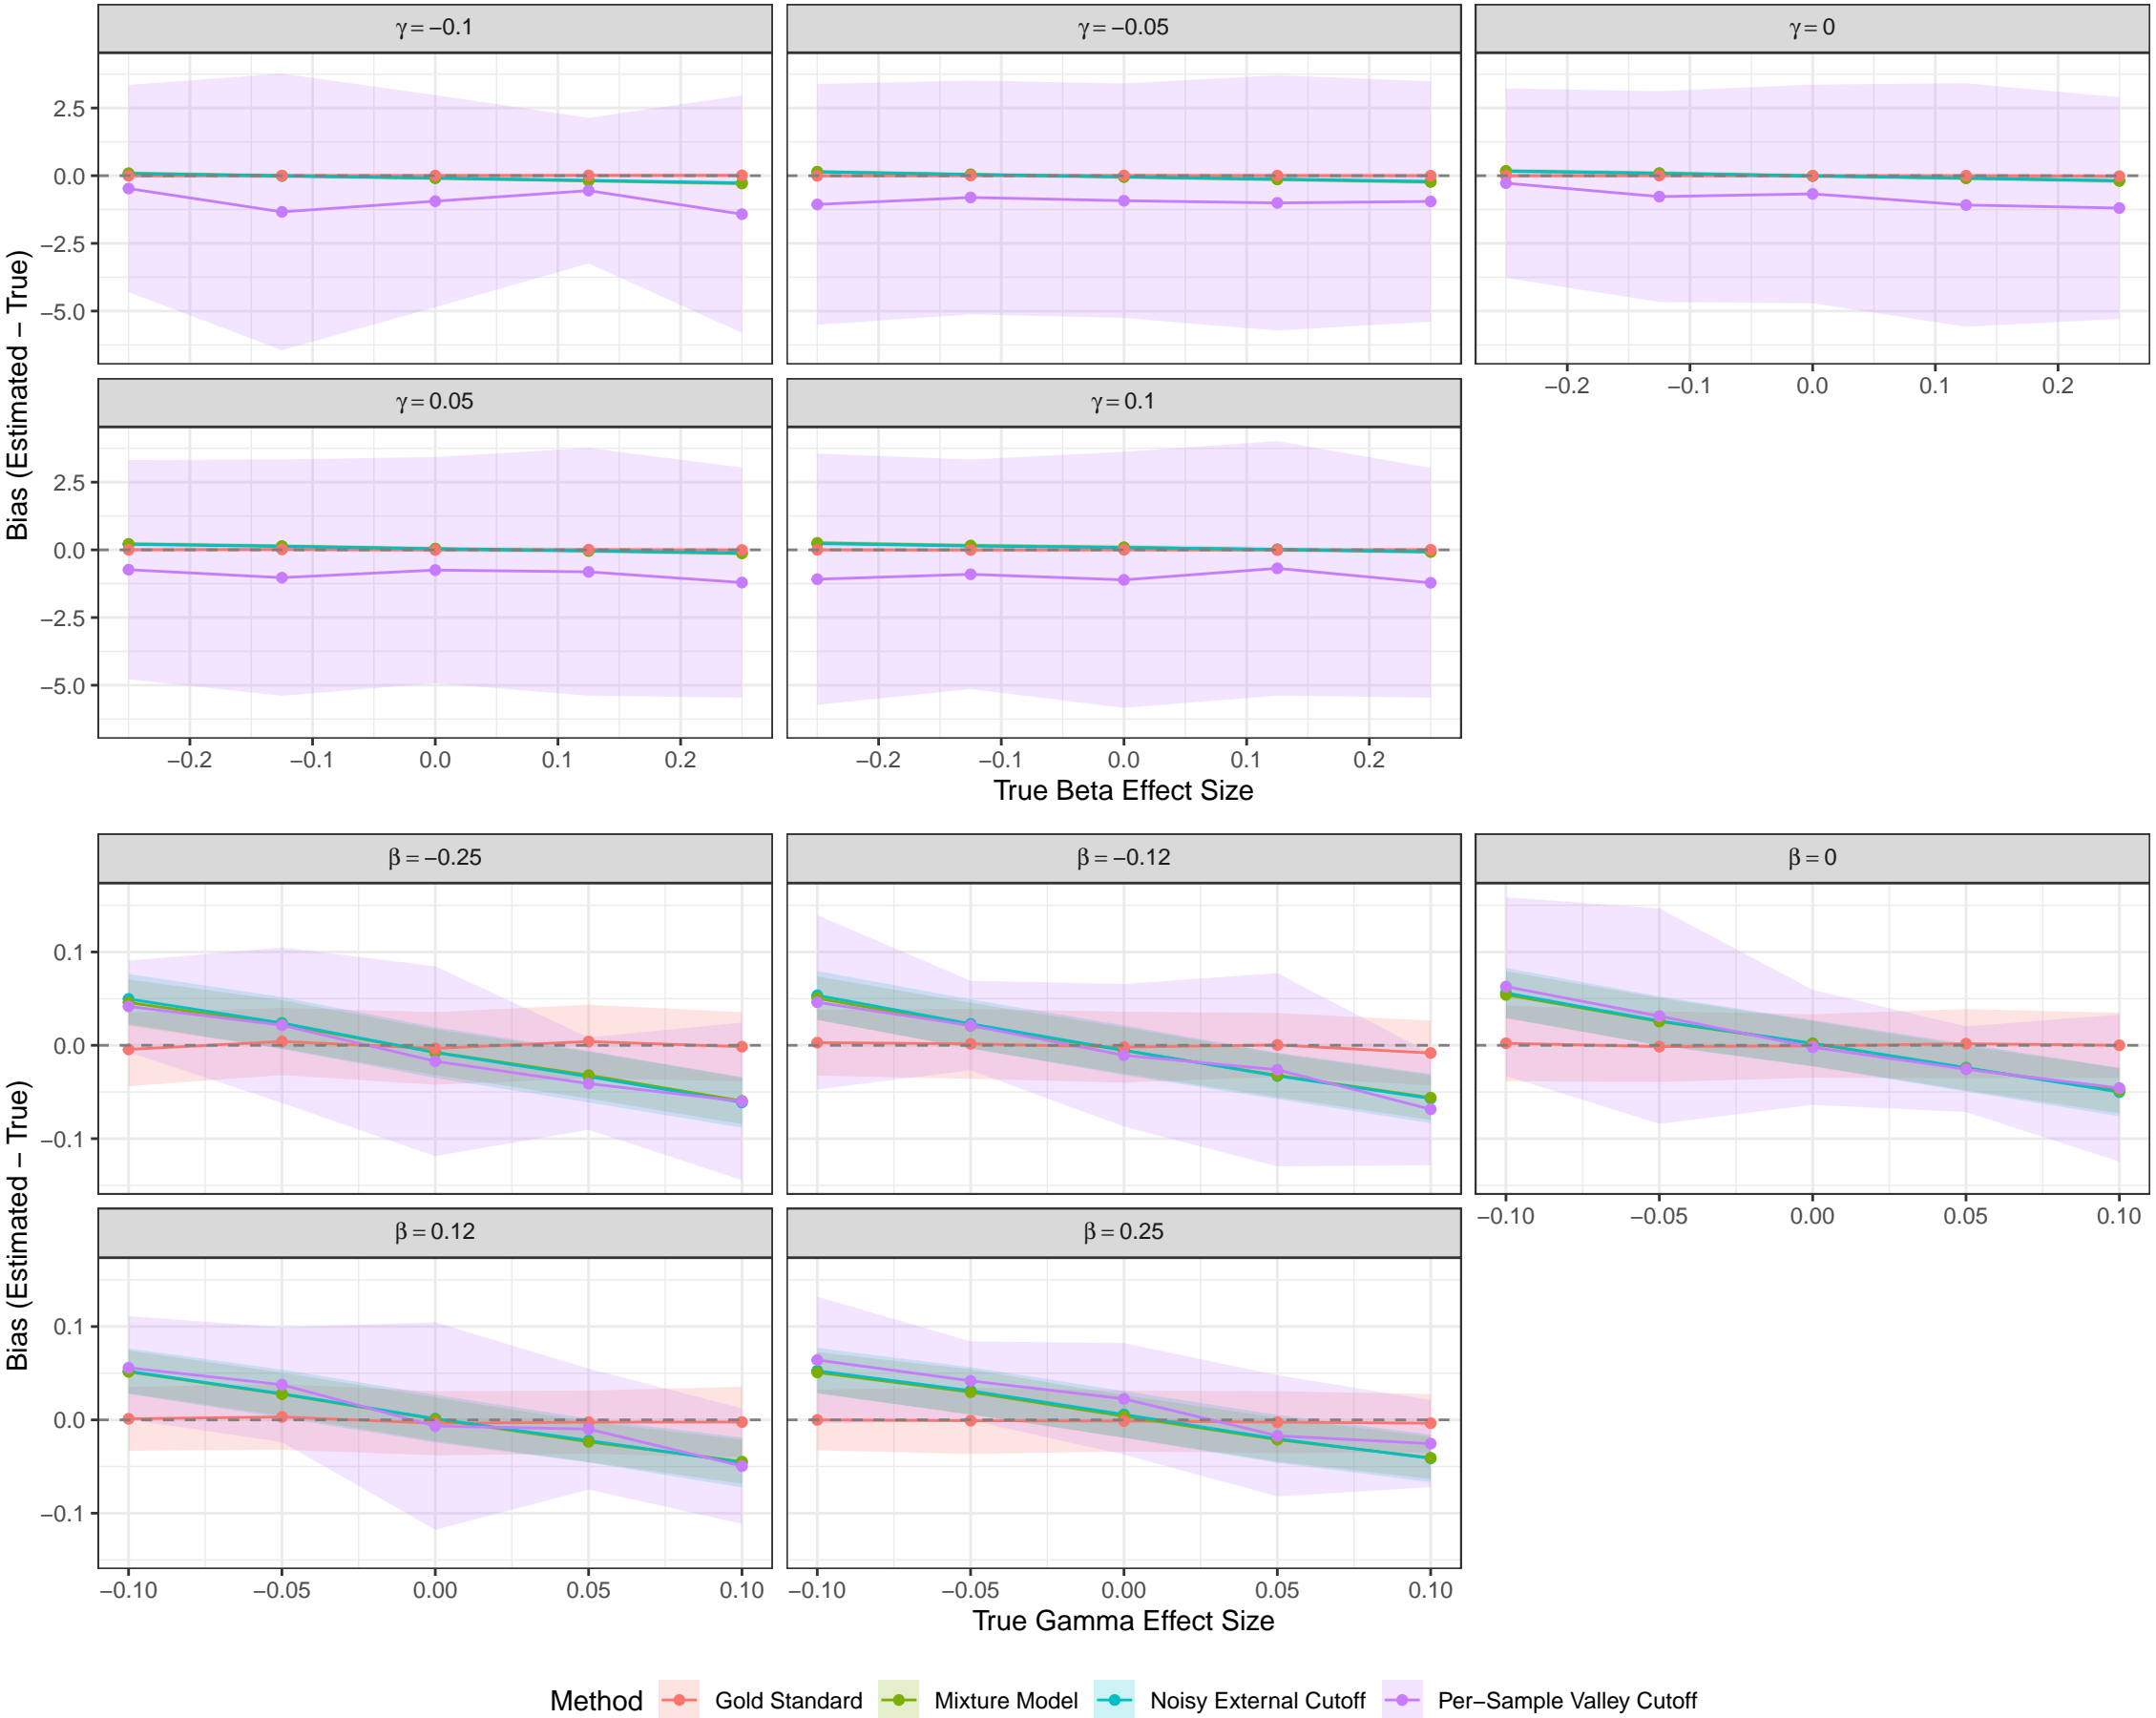 γ = −0.1
γ = −0.05
γ = 0
2.5
0.0
−2.5
−5.0
−0.2 −0.1 0.0 0.1 0.2
γ = 0.05
γ = 0.1
2.5
0.0
−2.5
−5.0
−0.2 −0.1 0.0 0.1 0.2
−0.2 −0.1 0.0 0.1 0.2
Bias (Estimated − True)
True Beta Effect Size
β = −0.25
β = −0.12
β = 0
0.1
0.0
−0.1
−0.10 −0.05 0.00 0.05 0.10
β = 0.12
β = 0.25
0.1
0.0
−0.1
−0.10 −0.05 0.00 0.05 0.10
−0.10 −0.05 0.00 0.05 0.10
Bias (Estimated − True)
True Gamma Effect Size
Method Gold Standard Mixture Model Noisy External Cutoff Per−Sample Valley Cutoff